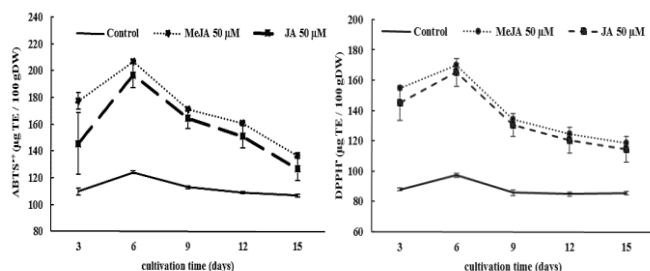 Control MeJA 50 µM JA 50 µM
ABTS•+ (µg TE / 100 gDW)
240
220
200
180
160
140
120
100
80
3 6 9 12 15
cultivation time (days)
Control MeJA 50 µM JA 50 µM
DPPH• (µg TE / 100 gDW)
200
180
160
140
120
100
80
60
3 6 9 12 15
cultivation time (days)